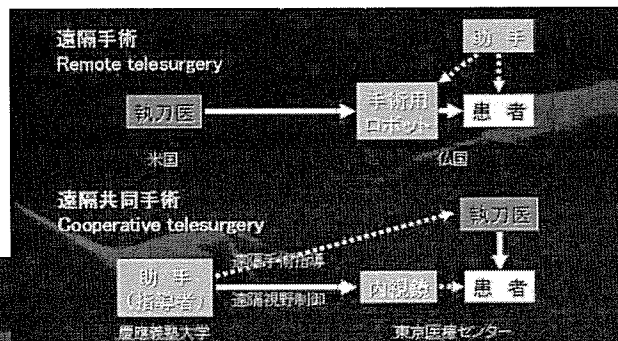 遠隔手術
Remote telesurgery
助手
執刀医
手術用
ロボット
患者
米国
仏国
遠隔共同手術
Cooperative telesurgery
執刀医
遠隔手術指導
助手
(指導者)
遠隔視野制御
内視鏡
患者
慶應義塾大学
東京医療センター